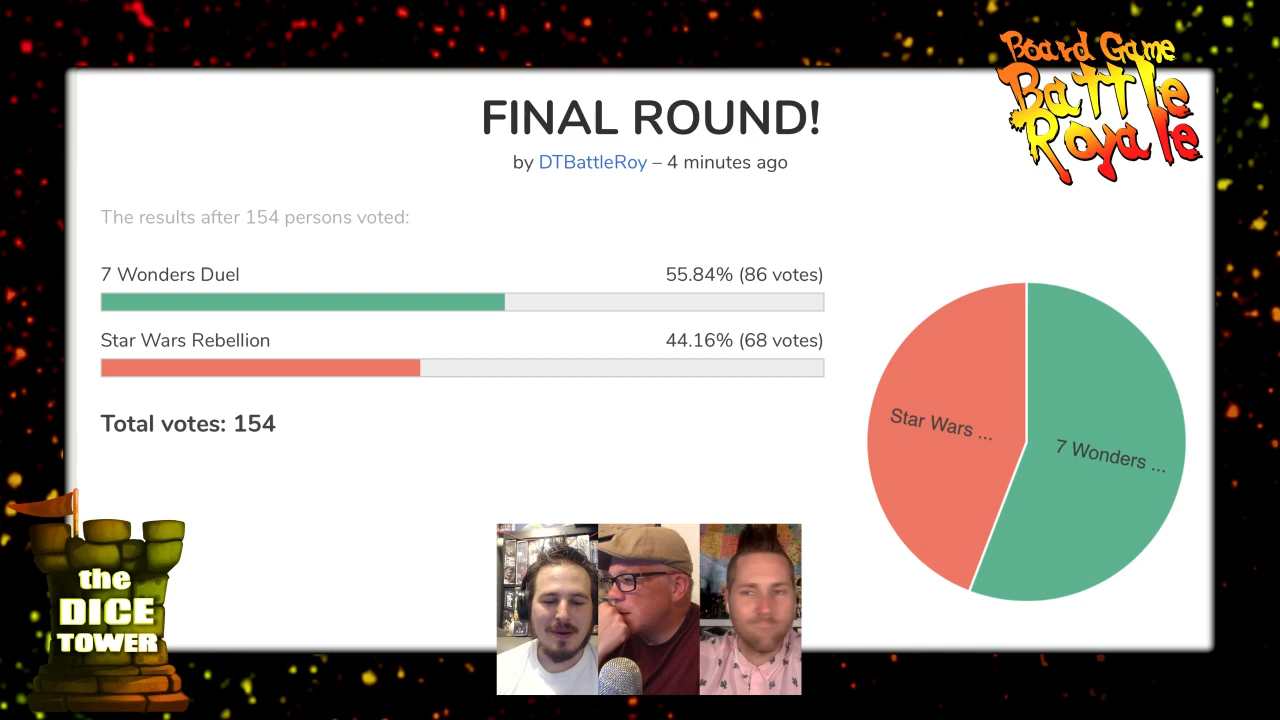 Board Game
Battle
Royale
FINAL ROUND!
by DTBattleRoy – 4 minutes ago
The results after 154 persons voted:
7 Wonders Duel 55.84% (86 votes)
Star Wars Rebellion 44.16% (68 votes)
Total votes: 154
Star Wars ...
7 Wonders ...
the
DICE
TOWER